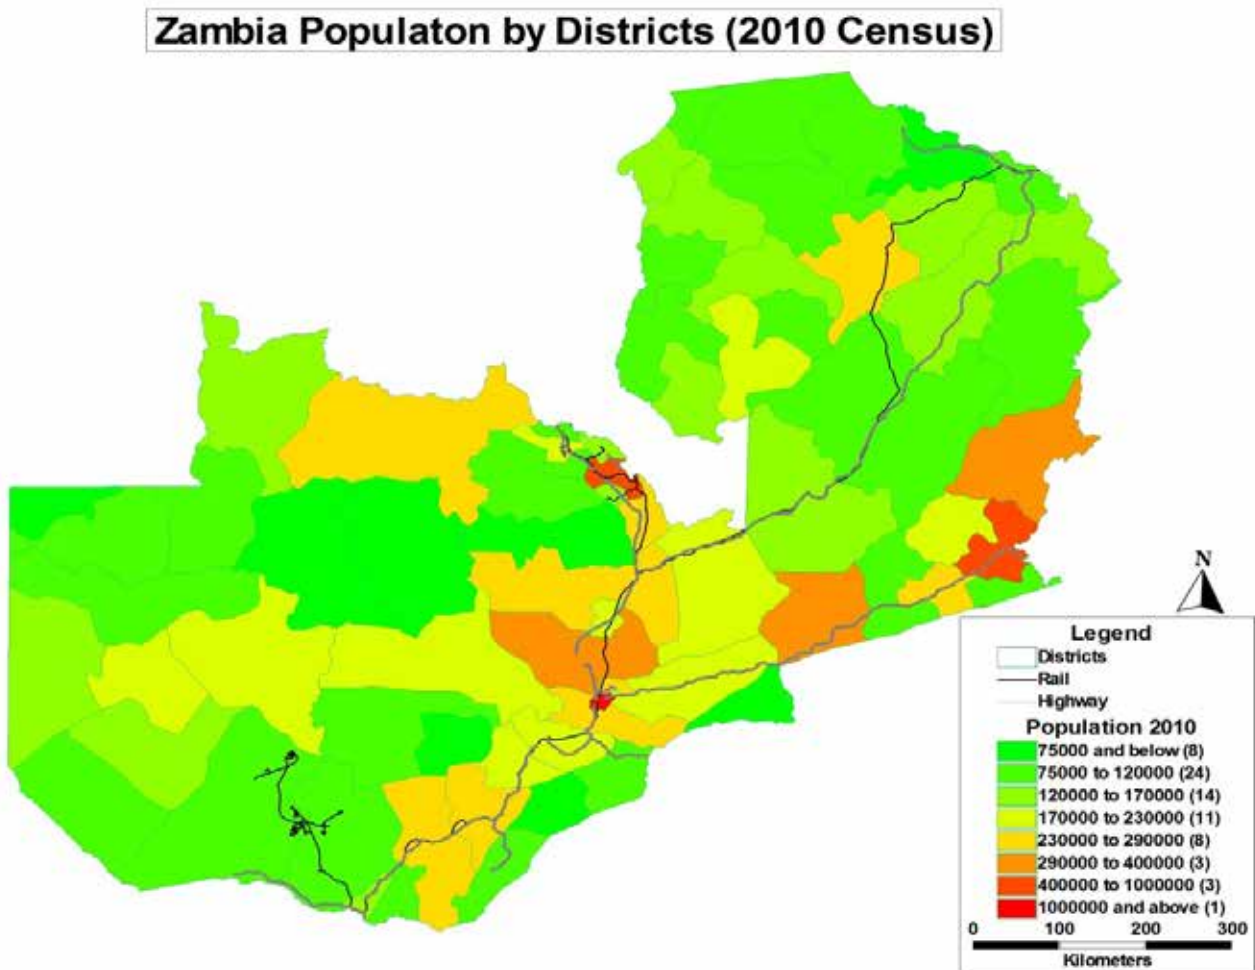 Zambia Populaton by Districts (2010 Census)
N
Legend
Districts
Rail
Highway
Population 2010
75000 and below (8)
75000 to 120000 (24)
120000 to 170000 (14)
170000 to 230000 (11)
230000 to 290000 (8)
290000 to 400000 (3)
400000 to 1000000 (3)
1000000 and above (1)
0 100 200 300
Kilometers